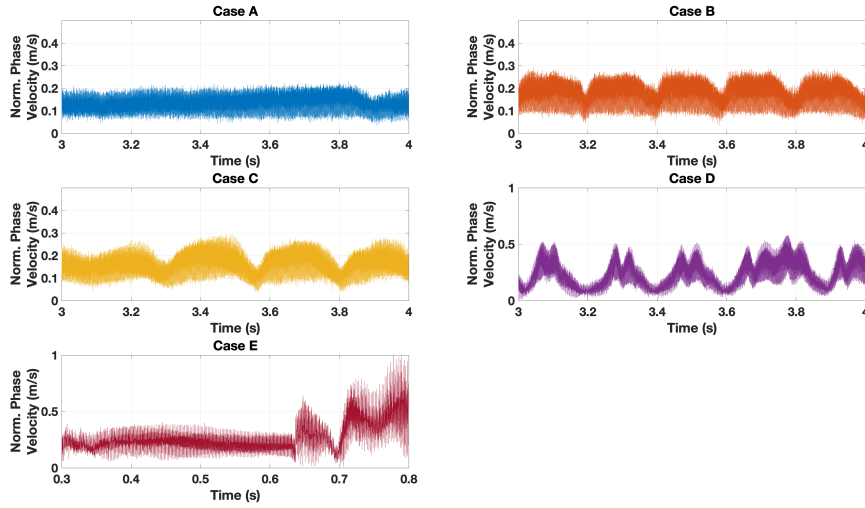 Case A
Norm. Phase
Velocity (m/s)
0.4
0.3
0.2
0.1
0
3
3.2
3.4
3.6
3.8
4
Time (s)
Case B
Norm. Phase
Velocity (m/s)
0.4
0.3
0.2
0.1
0
3
3.2
3.4
3.6
3.8
4
Time (s)
Case C
Norm. Phase
Velocity (m/s)
0.4
0.3
0.2
0.1
0
3
3.2
3.4
3.6
3.8
4
Time (s)
Case D
Norm. Phase
Velocity (m/s)
1
0.5
0
3
3.2
3.4
3.6
3.8
4
Time (s)
Case E
Norm. Phase
Velocity (m/s)
1
0.5
0
0.3
0.4
0.5
0.6
0.7
0.8
Time (s)